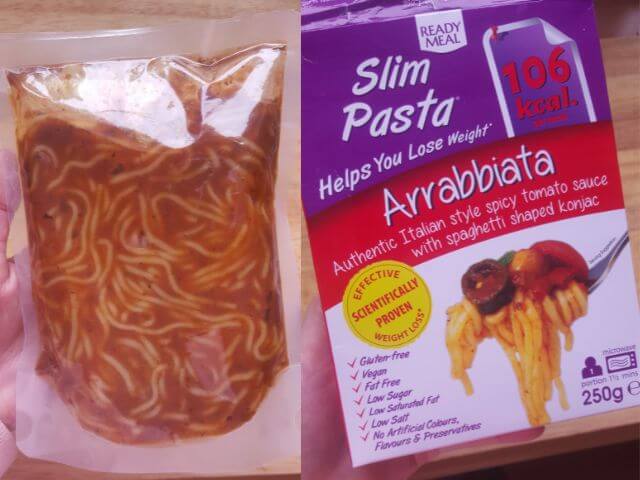 READY
MEAL
Slim
Pasta
106
kcal.
Helps You Lose Weight*
Arrabbiata
Authentic Italian style spicy tomato sauce
with spaghetti shaped konjac
EFFECTIVE
SCIENTIFICALLY
PROVEN
WEIGHT LOSS*
✓ Gluten-free
✓ Vegan
✓ Fat Free
✓ Low Sugar
✓ Low Saturated Fat
✓ Low Salt
✓ No Artificial Colours,
Flavours & Preservatives
1
portion
microwave
1½ mins
250g e